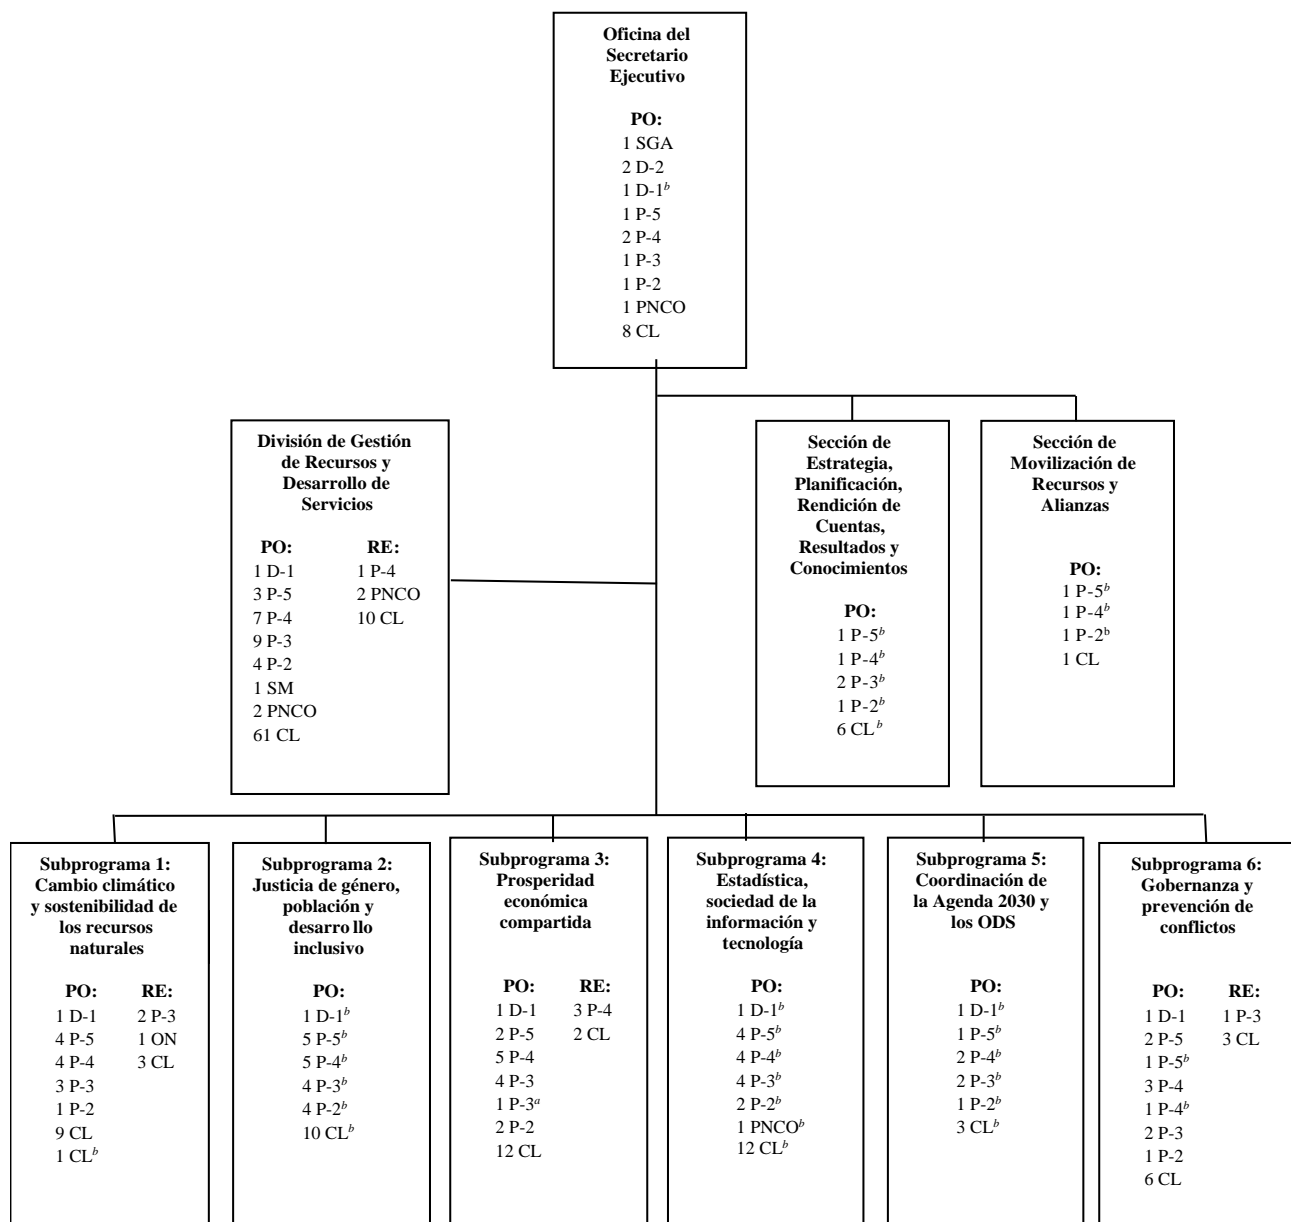 Oficina del
Secretario
Ejecutivo
PO:
1 SGA
2 D-2
1 D-1ᵇ
1 P-5
2 P-4
1 P-3
1 P-2
1 PNCO
8 CL
División de Gestión
de Recursos y
Desarrollo de
Servicios
PO:
1 D-1
3 P-5
7 P-4
9 P-3
4 P-2
1 SM
2 PNCO
61 CL
RE:
1 P-4
2 PNCO
10 CL
Sección de
Estrategia,
Planificación,
Rendición de
Cuentas,
Resultados y
Conocimientos
PO:
1 P-5ᵇ
1 P-4ᵇ
2 P-3ᵇ
1 P-2ᵇ
6 CLᵇ
Sección de
Movilización de
Recursos y
Alianzas
PO:
1 P-5ᵇ
1 P-4ᵇ
1 P-2ᵇ
1 CL
Subprograma 1:
Cambio climático
y sostenibilidad de
los recursos
naturales
PO:
1 D-1
4 P-5
4 P-4
3 P-3
1 P-2
9 CL
1 CLᵇ
RE:
2 P-3
1 ON
3 CL
Subprograma 2:
Justicia de género,
población y
desarro llo
inclusivo
PO:
1 D-1ᵇ
5 P-5ᵇ
5 P-4ᵇ
4 P-3ᵇ
4 P-2ᵇ
10 CLᵇ
Subprograma 3:
Prosperidad
económica
compartida
PO:
1 D-1
2 P-5
5 P-4
4 P-3
1 P-3ᵃ
2 P-2
12 CL
RE:
3 P-4
2 CL
Subprograma 4:
Estadística,
sociedad de la
información y
tecnología
PO:
1 D-1ᵇ
4 P-5ᵇ
4 P-4ᵇ
4 P-3ᵇ
2 P-2ᵇ
1 PNCOᵇ
12 CLᵇ
Subprograma 5:
Coordinación de
la Agenda 2030 y
los ODS
PO:
1 D-1ᵇ
1 P-5ᵇ
2 P-4ᵇ
2 P-3ᵇ
1 P-2ᵇ
3 CLᵇ
Subprograma 6:
Gobernanza y
prevención de
conflictos
PO:
1 D-1
2 P-5
1 P-5ᵇ
3 P-4
1 P-4ᵇ
2 P-3
1 P-2
6 CL
RE:
1 P-3
3 CL